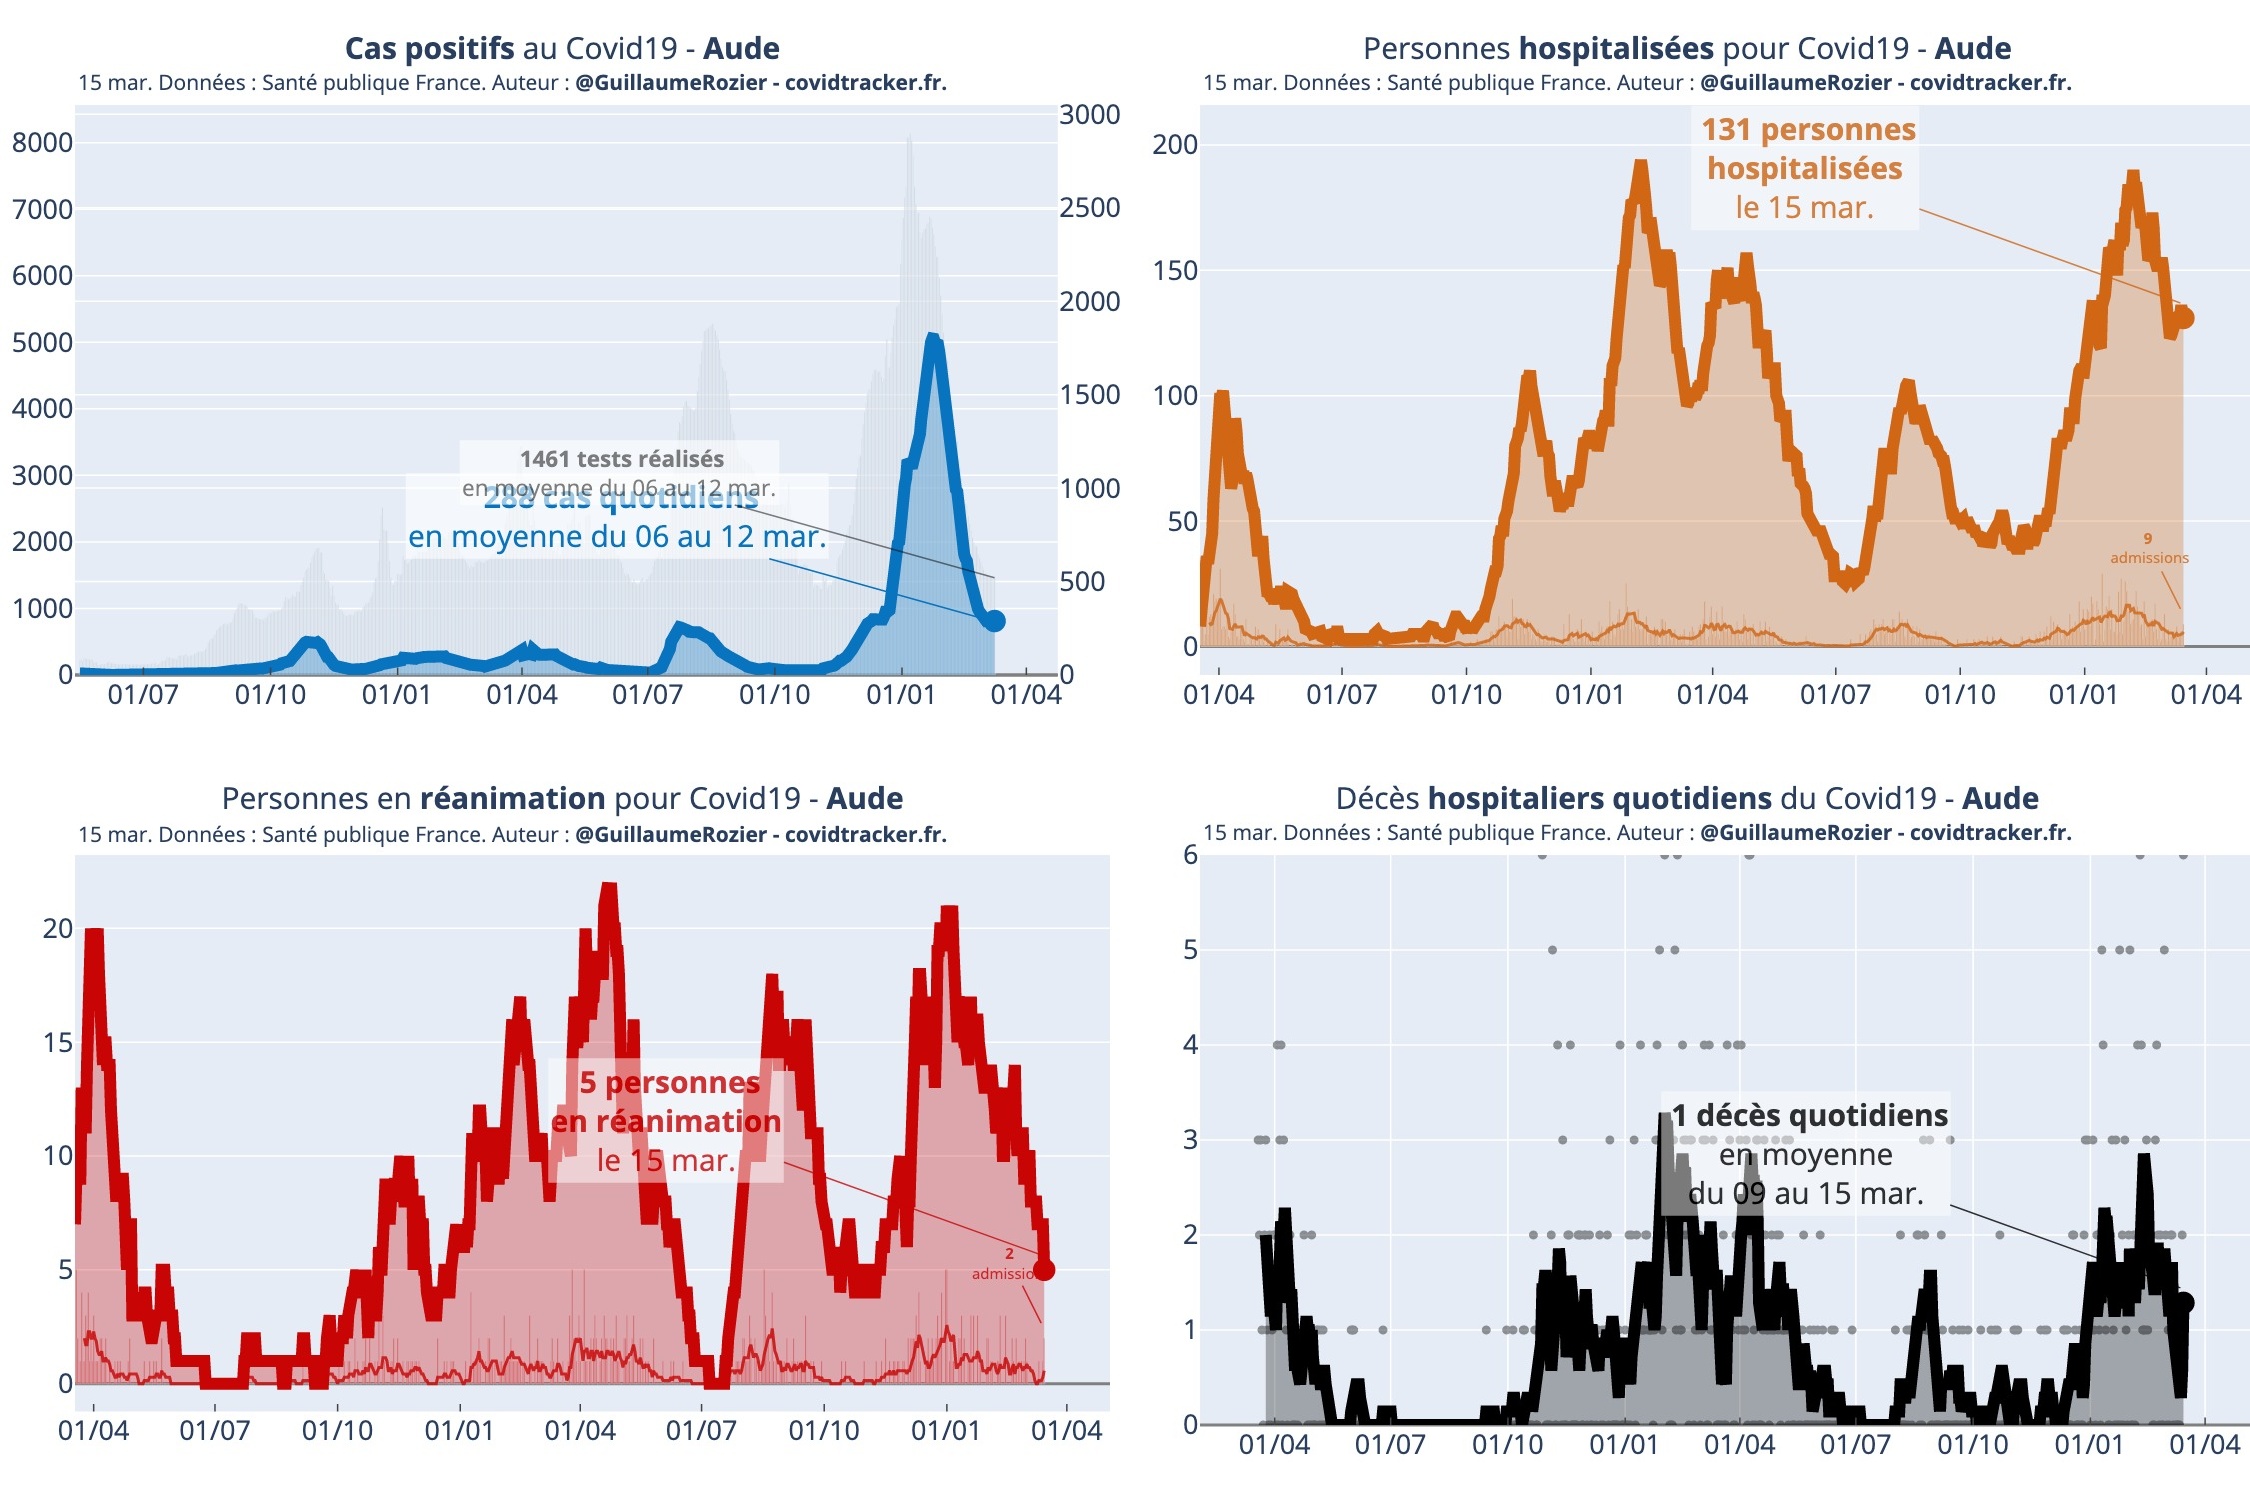 Cas positifs au Covid19 - Aude
15 mar. Données : Santé publique France. Auteur : @GuillaumeRozier - covidtracker.fr.
8000
7000
6000
5000
4000
3000
2000
1000
0
3000
2500
2000
1500
1000
500
0
1461 tests réalisés
en moyenne du 06 au 12 mar.
288 cas quotidiens
en moyenne du 06 au 12 mar.
01/07 01/10 01/01 01/04 01/07 01/10 01/01 01/04
Personnes hospitalisées pour Covid19 - Aude
15 mar. Données : Santé publique France. Auteur : @GuillaumeRozier - covidtracker.fr.
200
150
100
50
0
131 personnes
hospitalisées
le 15 mar.
9
admissions
01/04 01/07 01/10 01/01 01/04 01/07 01/10 01/01 01/04
Personnes en réanimation pour Covid19 - Aude
15 mar. Données : Santé publique France. Auteur : @GuillaumeRozier - covidtracker.fr.
20
15
10
5
0
5 personnes
en réanimation
le 15 mar.
2
admissio
01/04 01/07 01/10 01/01 01/04 01/07 01/10 01/01 01/04
Décès hospitaliers quotidiens du Covid19 - Aude
15 mar. Données : Santé publique France. Auteur : @GuillaumeRozier - covidtracker.fr.
6
5
4
3
2
1
0
1 décès quotidiens
en moyenne
du 09 au 15 mar.
01/04 01/07 01/10 01/01 01/04 01/07 01/10 01/01 01/04